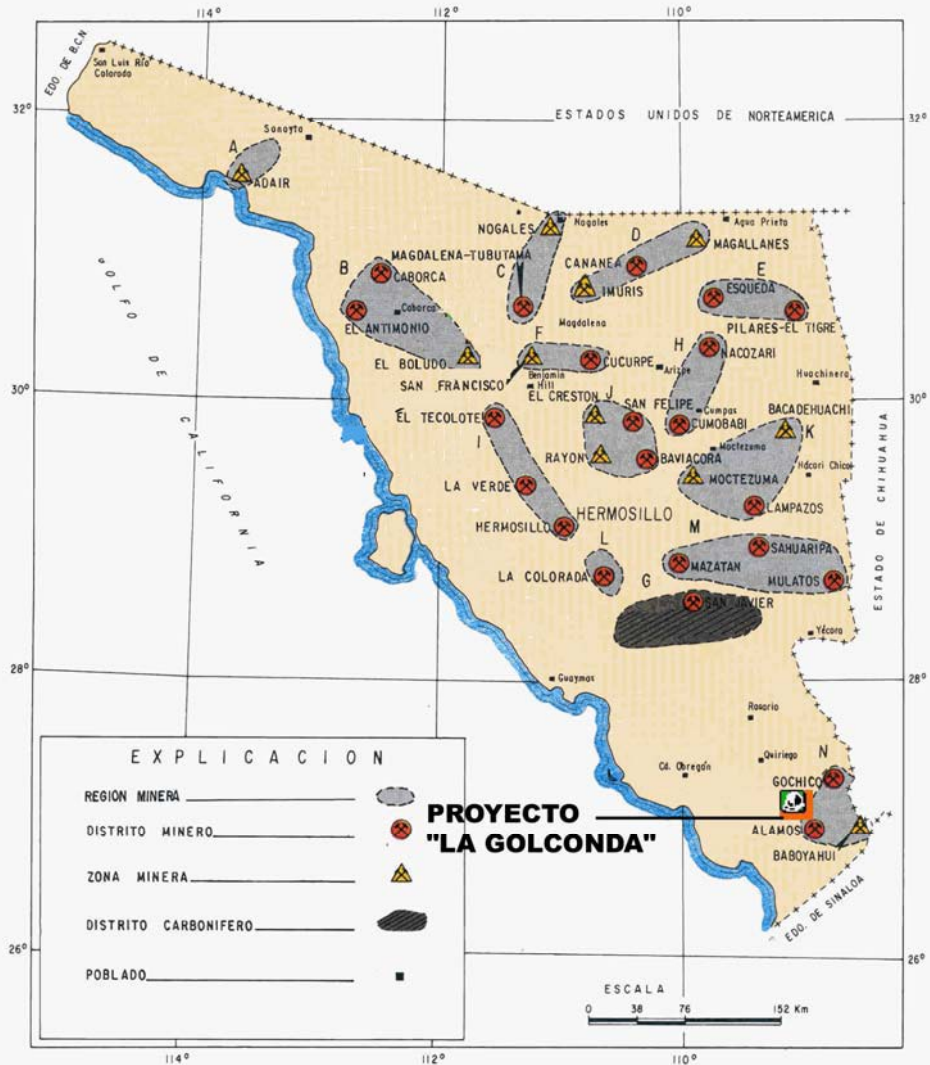 114°
112°
110°
EDO. DE B.C.N
San Luis Río
Colorado
32°
32°
Sonoyta
ESTADOS UNIDOS DE NORTEAMERICA
A
ADAIR
NOGALES
Nogales
D
Agua Prieta
MAGALLANES
MAGDALENA-TUBUTAMA
C
CANANEA
IMURIS
B
CABORCA
E
ESQUEDA
Caborca
EL ANTIMONIO
PILARES-EL TIGRE
Magdalena
F
H
NACOZARI
EL BOLUDO
CUCURPE
SAN FRANCISCO
Benjamin
Hill
Arizpe
Huachinera
30°
30°
EL CRESTON
J
SAN FELIPE
Cumpas
BACADEHUACHI
EL TECOLOTE
CUMOBABI
K
I
RAYON
BAVIACORA
Moctezuma
MOCTEZUMA
Nácori Chico
LA VERDE
LAMPAZOS
HERMOSILLO
HERMOSILLO
M
SAHUARIPA
L
MAZATAN
LA COLORADA
G
MULATOS
SAN JAVIER
Yécora
GOLFO DE CALIFORNIA
ESTADO DE CHIHUAHUA
28°
28°
Guaymas
Rosario
Quiriego
Cd. Obregón
N
GOCHICO
PROYECTO
"LA GOLCONDA"
ALAMOS
BABOYAHUI
EDO. DE SINALOA
EXPLICACION
REGION MINERA
DISTRITO MINERO
ZONA MINERA
DISTRITO CARBONIFERO
POBLADO
26°
26°
ESCALA
0 38 76 152 Km
114°
112°
110°